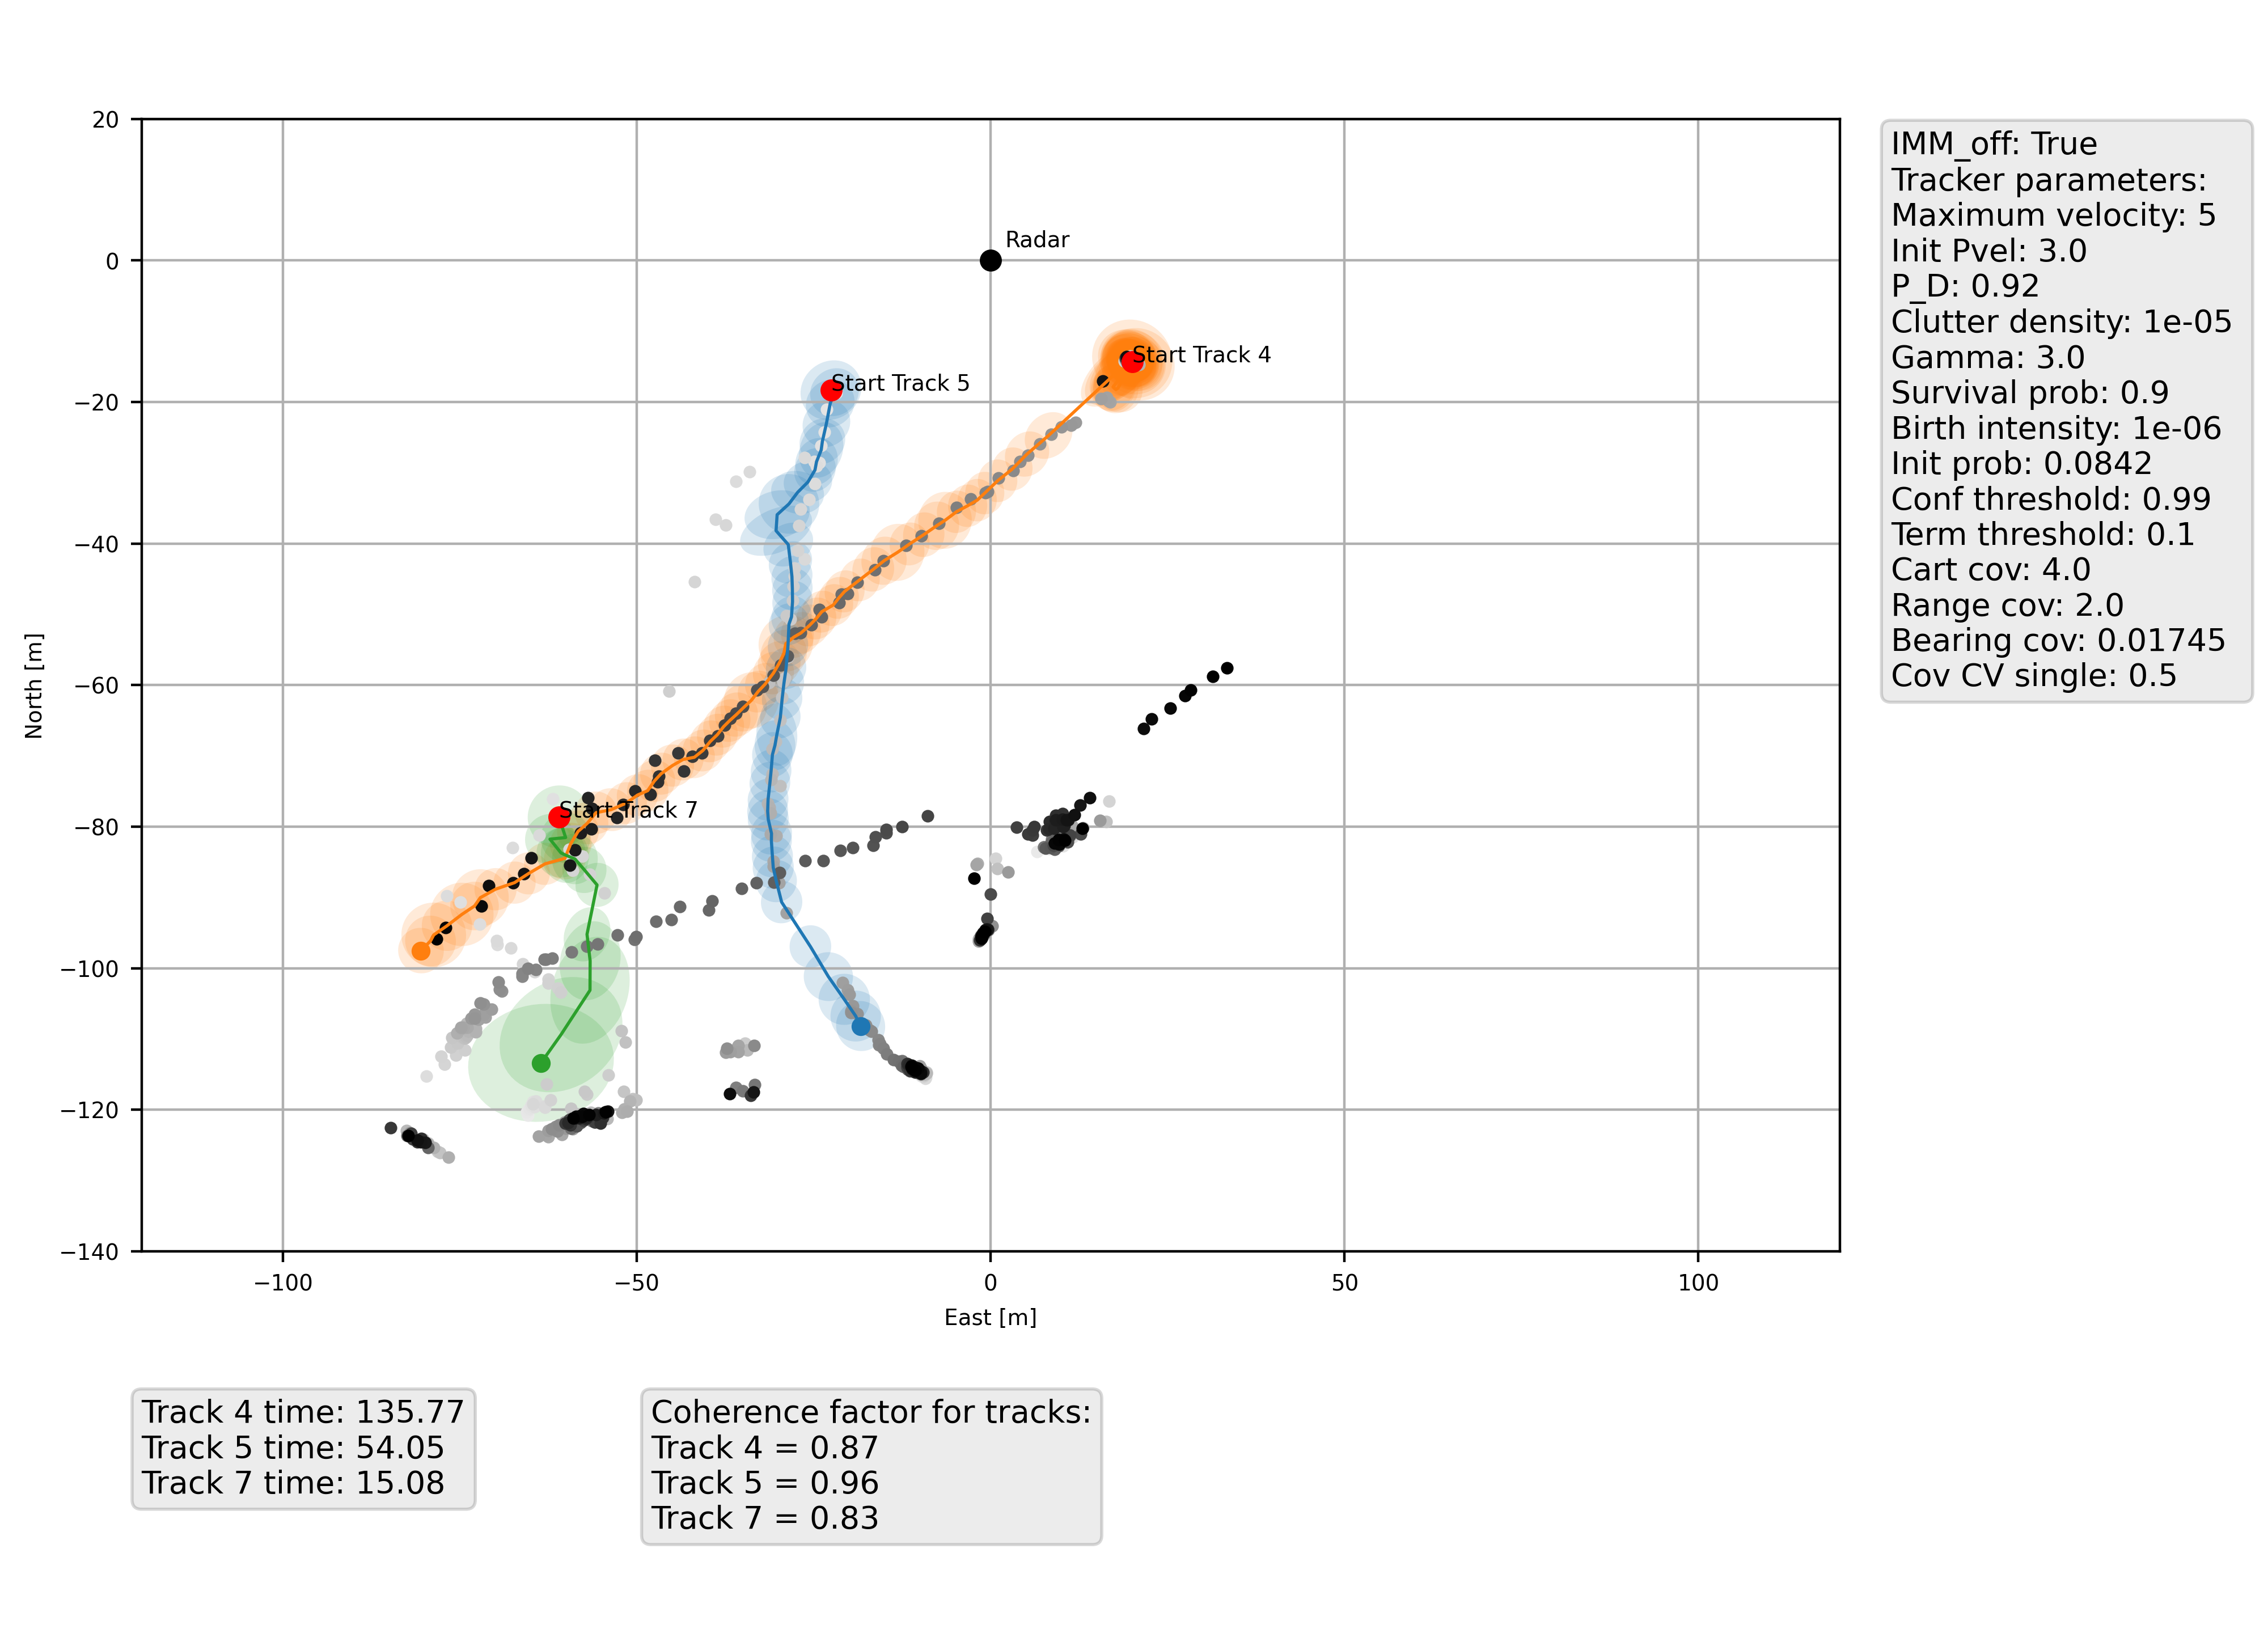 20
0
−20
−40
−60
−80
−100
−120
−140
North [m]
−100
−50
0
50
100
East [m]
Radar
Start Track 4
Start Track 5
Start Track 7
IMM_off: True
Tracker parameters:
Maximum velocity: 5
Init Pvel: 3.0
P_D: 0.92
Clutter density: 1e-05
Gamma: 3.0
Survival prob: 0.9
Birth intensity: 1e-06
Init prob: 0.0842
Conf threshold: 0.99
Term threshold: 0.1
Cart cov: 4.0
Range cov: 2.0
Bearing cov: 0.01745
Cov CV single: 0.5
Track 4 time: 135.77
Track 5 time: 54.05
Track 7 time: 15.08
Coherence factor for tracks:
Track 4 = 0.87
Track 5 = 0.96
Track 7 = 0.83